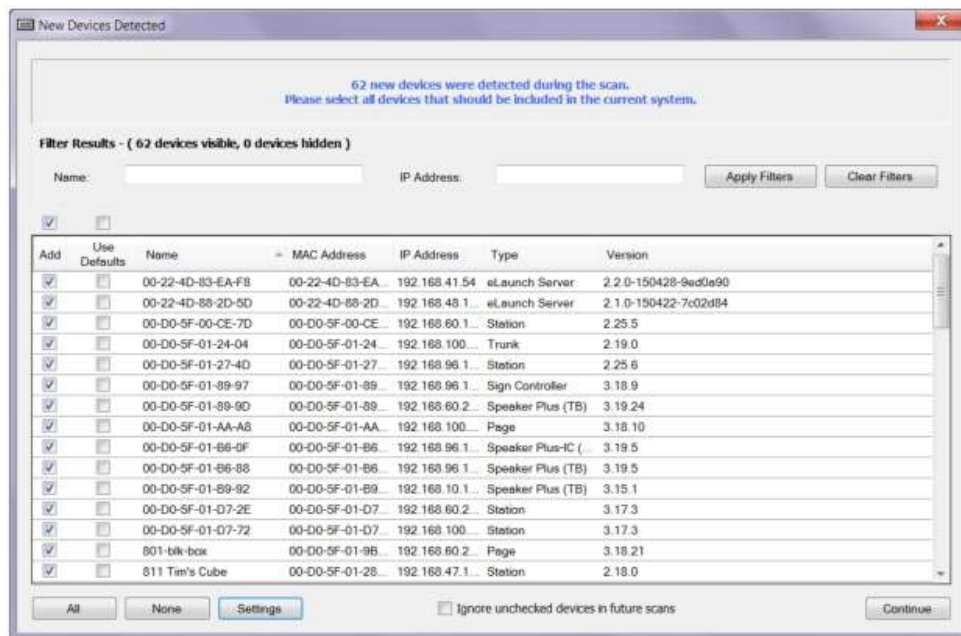 New Devices Detected
62 new devices were detected during the scan.
Please select all devices that should be included in the current system.
Filter Results - ( 62 devices visible, 0 devices hidden )
Name: IP Address: Apply Filters Clear Filters
Add Use Defaults Name MAC Address IP Address Type Version
00-22-4D-83-EA-F8 00-22-4D-83-EA... 192.168.41.54 eLaunch Server 2.2.0-150428-9ed0a90
00-22-4D-88-2D-5D 00-22-4D-88-2D... 192.168.48.1... eLaunch Server 2.1.0-150422-7c02d84
00-D0-5F-00-CE-7D 00-D0-5F-00-CE... 192.168.60.1... Station 2.25.5
00-D0-5F-01-24-04 00-D0-5F-01-24... 192.168.100.... Trunk 2.19.0
00-D0-5F-01-27-4D 00-D0-5F-01-27... 192.168.96.1... Station 2.25.6
00-D0-5F-01-89-97 00-D0-5F-01-89... 192.168.96.1... Sign Controller 3.18.9
00-D0-5F-01-89-9D 00-D0-5F-01-89... 192.168.60.2... Speaker Plus (TB) 3.19.24
00-D0-5F-01-AA-A8 00-D0-5F-01-AA... 192.168.100.... Page 3.18.10
00-D0-5F-01-B6-0F 00-D0-5F-01-B6... 192.168.96.1... Speaker Plus-IC (... 3.19.5
00-D0-5F-01-B6-88 00-D0-5F-01-B6... 192.168.96.1... Speaker Plus (TB) 3.19.5
00-D0-5F-01-B9-92 00-D0-5F-01-B9... 192.168.10.1... Speaker Plus (TB) 3.15.1
00-D0-5F-01-D7-2E 00-D0-5F-01-D7... 192.168.60.2... Station 3.17.3
00-D0-5F-01-D7-72 00-D0-5F-01-D7... 192.168.100.... Station 3.17.3
801-blk-box 00-D0-5F-01-9B... 192.168.60.2... Page 3.18.21
811 Tim's Cube 00-D0-5F-01-28... 192.168.47.1... Station 2.18.0
All None Settings Ignore unchecked devices in future scans Continue